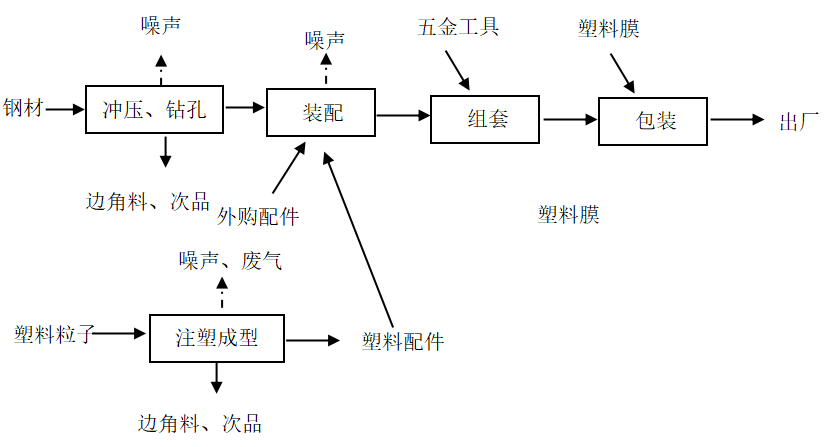 噪声
噪声
五金工具
塑料膜
钢材
冲压、钻孔
装配
组套
包装
出厂
边角料、次品
外购配件
塑料膜
噪声、废气
塑料粒子
注塑成型
塑料配件
边角料、次品